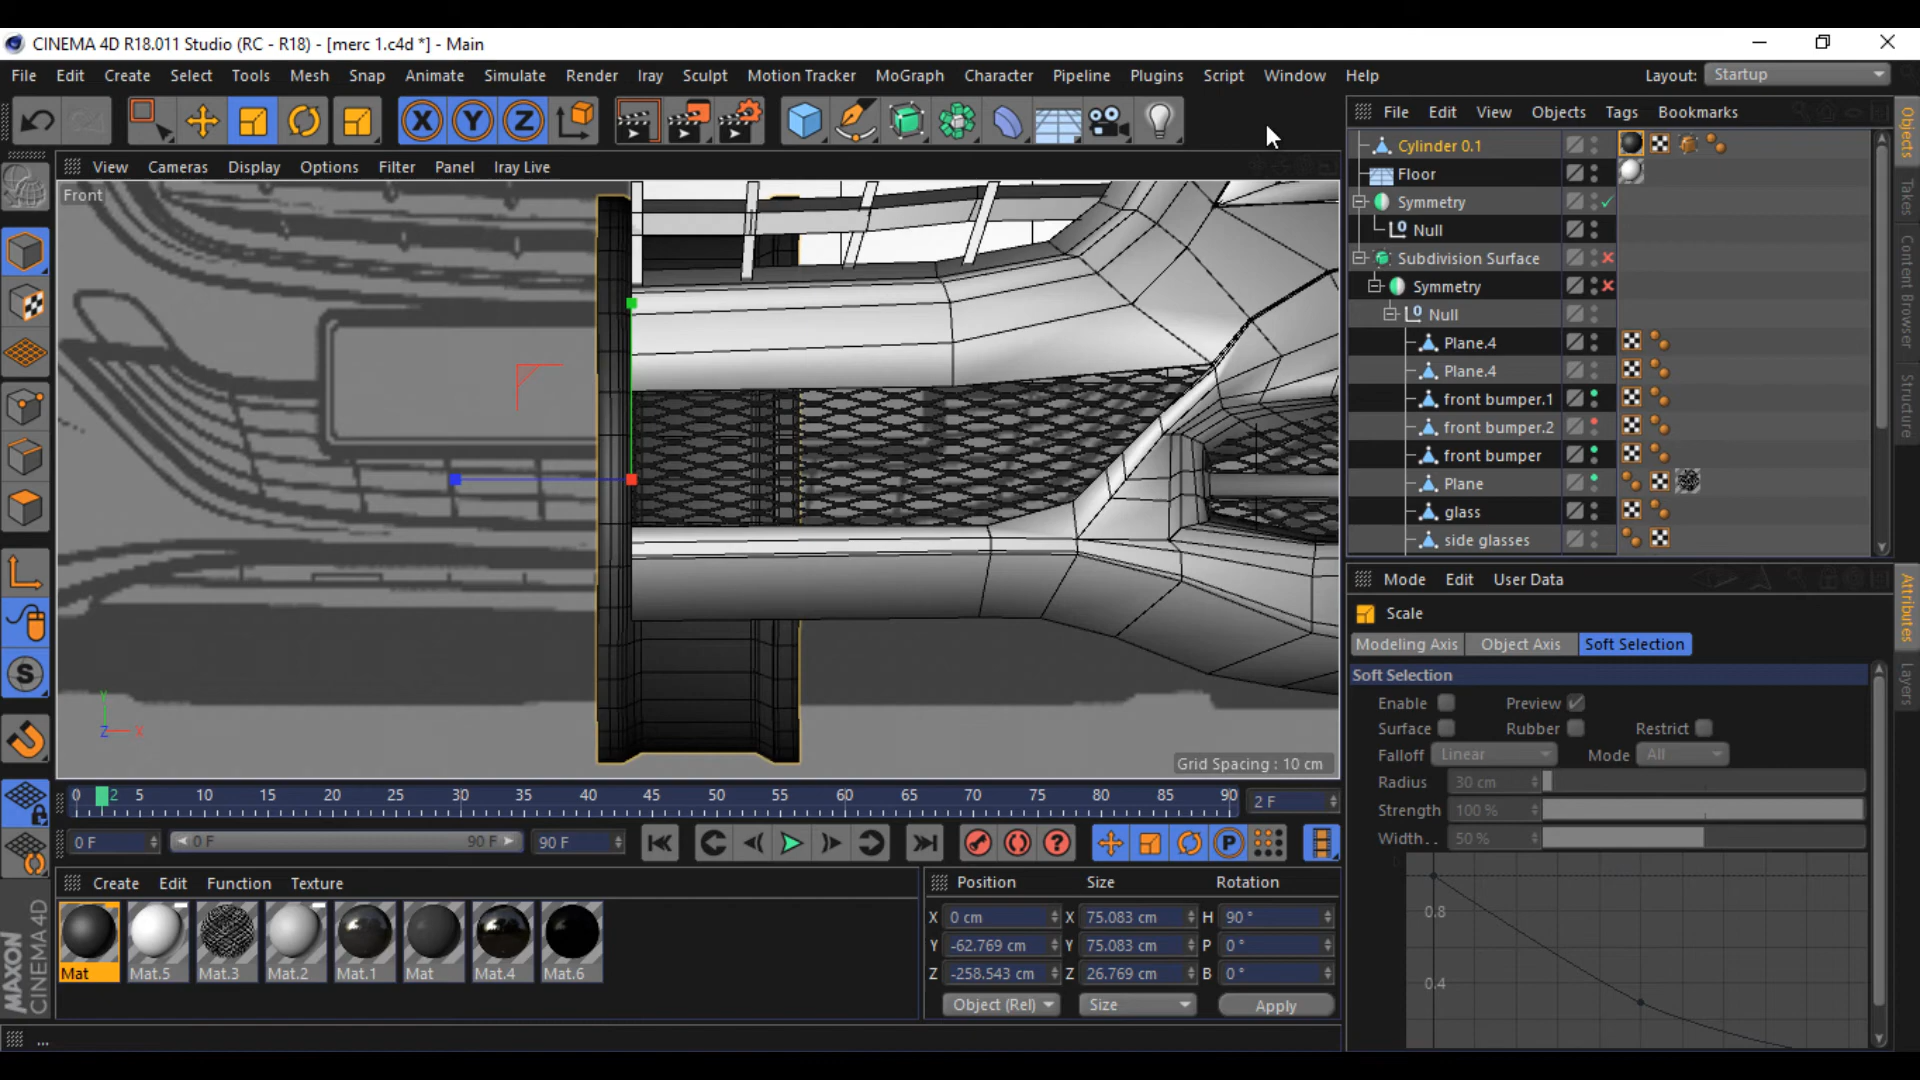 CINEMA 4D R18.011 Studio (RC - R18) - [merc 1.c4d *] - Main
File Edit Create Select Tools Mesh Snap Animate Simulate Render Iray Sculpt Motion Tracker MoGraph Character Pipeline Plugins Script Window Help
Layout: Startup
X Y Z
View Cameras Display Options Filter Panel Iray Live
Front
Y
Z X
Grid Spacing : 10 cm
File Edit View Objects Tags Bookmarks
Cylinder 0.1
Floor
Symmetry
Null
Subdivision Surface
Symmetry
Null
Plane.4
Plane.4
front bumper.1
front bumper.2
front bumper
Plane
glass
side glasses
Objects
Takes
Content Browser
Structure
Mode Edit User Data
Scale
Modeling Axis Object Axis Soft Selection
Soft Selection
Enable Preview
Surface Rubber Restrict
Falloff Linear Mode All
Radius 30 cm
Strength 100 %
Width. . 50 %
0.8
0.4
Attributes
Layers
0 2 5 10 15 20 25 30 35 40 45 50 55 60 65 70 75 80 85 90 2 F
0 F 0 F 90 F 90 F
P
Create Edit Function Texture
Mat Mat.5 Mat.3 Mat.2 Mat.1 Mat Mat.4 Mat.6
Position Size Rotation
X 0 cm X 75.083 cm H 90 °
Y -62.769 cm Y 75.083 cm P 0 °
Z -258.543 cm Z 26.769 cm B 0 °
Object (Rel) Size Apply
MAXON
CINEMA 4D
...